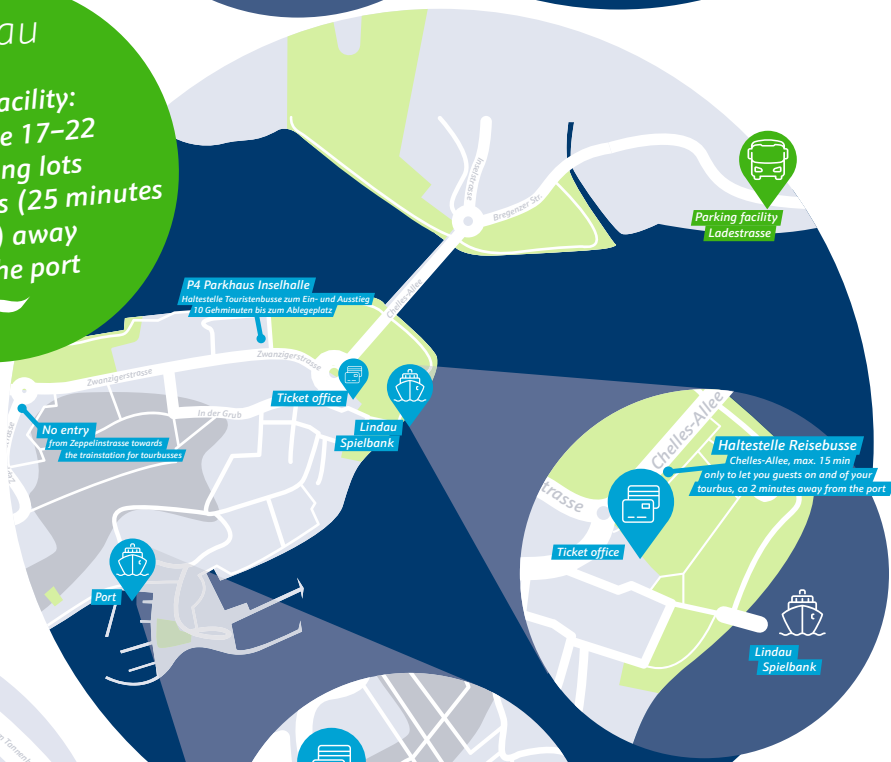 acility:
e 17–22
ng lots
s (25 minutes
) away
he port
Inselstrasse
Bregenzer Str.
Parking facility
Ladestrasse
P4 Parkhaus Inselhalle
Haltestelle Touristenbusse zum Ein- und Ausstieg
10 Gehminuten bis zum Ablegeplatz
Chelles-Allee
Zwanzigerstrasse
Zwanzigerstrasse
Ticket office
In der Grub
Lindau
Spielbank
No entry
from Zeppelinstrasse towards
the trainstation for tourbusses
Chelles-Allee
Haltestelle Reisebusse
Chelles-Allee, max. 15 min
only to let you guests on and of your
tourbus, ca 2 minutes away from the port
trasse
Ticket office
Port
Lindau
Spielbank